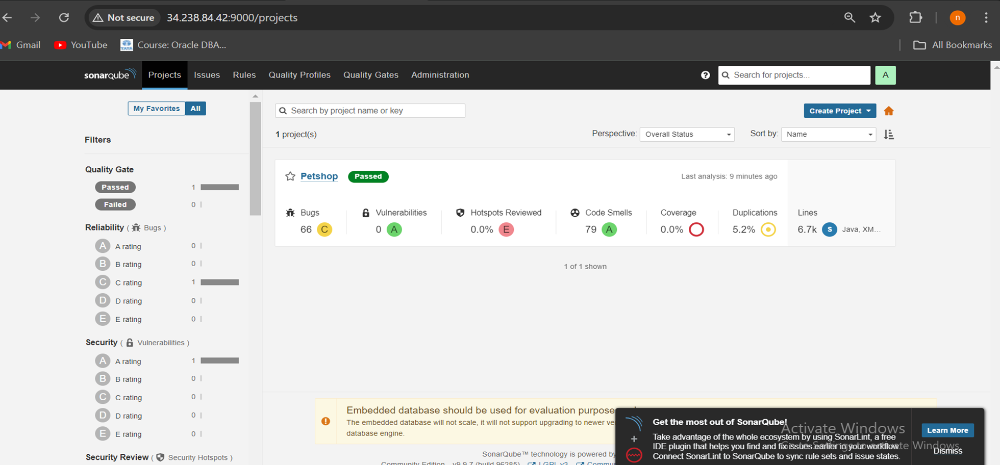 Not secure 34.238.84.42:9000/projects n
Gmail YouTube TATA Course: Oracle DBA... All Bookmarks
sonarqube Projects Issues Rules Quality Profiles Quality Gates Administration ? Search for projects... A
My Favorites All
Search by project name or key
Create Project
1 project(s)
Perspective: Overall Status Sort by: Name
Filters
Quality Gate
Passed 1
Failed 0
Reliability ( Bugs )
A A rating 0
B B rating 0
C C rating 1
D D rating 0
E E rating 0
Security ( Vulnerabilities )
A A rating 1
B B rating 0
C C rating 0
D D rating 0
E E rating 0
Security Review ( Security Hotspots )
Petshop Passed Last analysis: 9 minutes ago
Bugs Vulnerabilities Hotspots Reviewed Code Smells Coverage Duplications Lines
66 C 0 A 0.0% E 79 A 0.0% 5.2% 6.7k S Java, XM...
1 of 1 shown
Embedded database should be used for evaluation purpose
The embedded database will not scale, it will not support upgrading to newer ve
database engine.
SonarQube™ technology is powered by
Community Edition v9.9.7 (build 96285) LGPL v3 Commu
Get the most out of SonarQube!
Take advantage of the whole ecosystem by using SonarLint, a free
IDE plugin that helps you find and fix issues earlier in your workflow.
Connect SonarLint to SonarQube to sync rule sets and issue states.
Learn More
Dismiss
Activate Windows
Go to Settings to activate Windows.